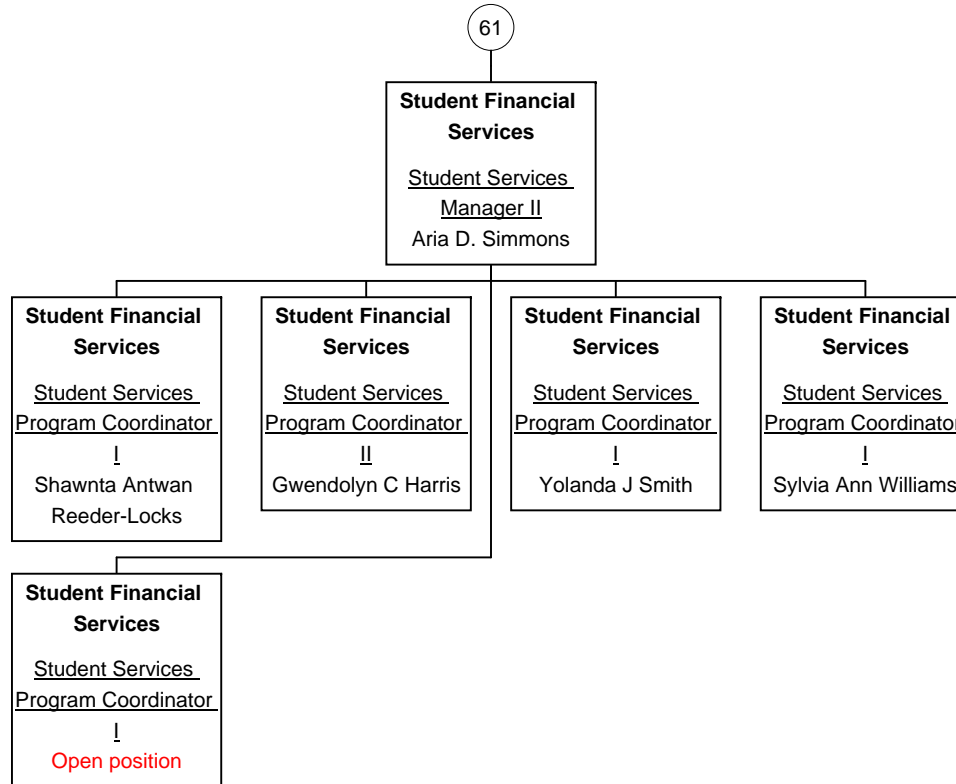 61
Student Financial
Services
Student Services
Manager II
Aria D. Simmons
Student Financial
Services
Student Services
Program Coordinator
I
Shawnta Antwan
Reeder-Locks
Student Financial
Services
Student Services
Program Coordinator
II
Gwendolyn C Harris
Student Financial
Services
Student Services
Program Coordinator
I
Yolanda J Smith
Student Financial
Services
Student Services
Program Coordinator
I
Sylvia Ann Williams
Student Financial
Services
Student Services
Program Coordinator
I
Open position